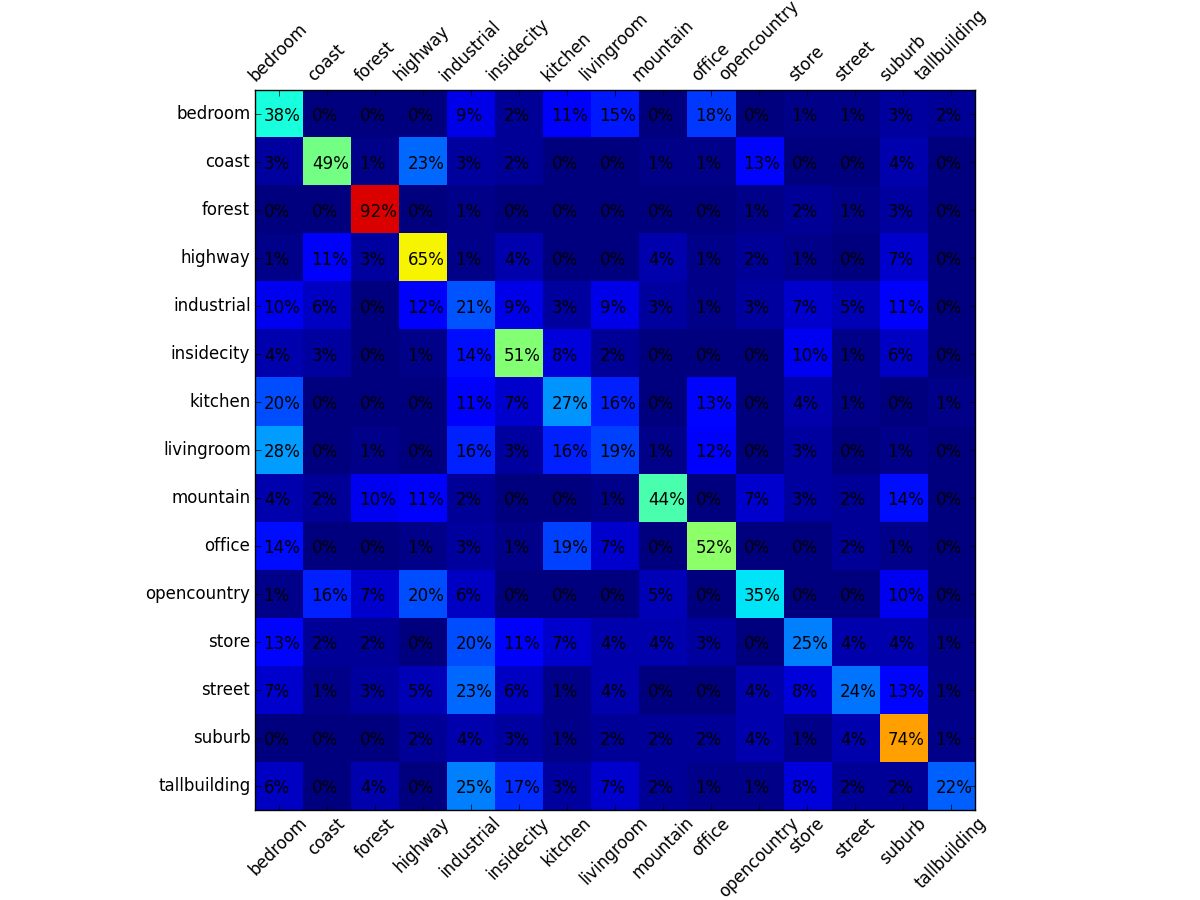 bedroom coast forest highway industrial insidecity kitchen livingroom mountain office opencountry store street suburb tallbuilding
bedroom 38% 0% 0% 0% 9% 2% 11% 15% 0% 18% 0% 1% 1% 3% 2%
coast 3% 49% 1% 23% 3% 2% 0% 0% 1% 1% 13% 0% 0% 4% 0%
forest 0% 0% 92% 0% 1% 0% 0% 0% 0% 0% 1% 2% 1% 3% 0%
highway 1% 11% 3% 65% 1% 4% 0% 0% 4% 1% 2% 1% 0% 7% 0%
industrial 10% 6% 0% 12% 21% 9% 3% 9% 3% 1% 3% 7% 5% 11% 0%
insidecity 4% 3% 0% 1% 14% 51% 8% 2% 0% 0% 0% 10% 1% 6% 0%
kitchen 20% 0% 0% 0% 11% 7% 27% 16% 0% 13% 0% 4% 1% 0% 1%
livingroom 28% 0% 1% 0% 16% 3% 16% 19% 1% 12% 0% 3% 0% 1% 0%
mountain 4% 2% 10% 11% 2% 0% 0% 1% 44% 0% 7% 3% 2% 14% 0%
office 14% 0% 0% 1% 3% 1% 19% 7% 0% 52% 0% 0% 2% 1% 0%
opencountry 1% 16% 7% 20% 6% 0% 0% 0% 5% 0% 35% 0% 0% 10% 0%
store 13% 2% 2% 0% 20% 11% 7% 4% 4% 3% 0% 25% 4% 4% 1%
street 7% 1% 3% 5% 23% 6% 1% 4% 0% 0% 4% 8% 24% 13% 1%
suburb 0% 0% 0% 2% 4% 3% 1% 2% 2% 2% 4% 1% 4% 74% 1%
tallbuilding 6% 0% 4% 0% 25% 17% 3% 7% 2% 1% 1% 8% 2% 2% 22%
bedroom coast forest highway industrial insidecity kitchen livingroom mountain office opencountry store street suburb tallbuilding